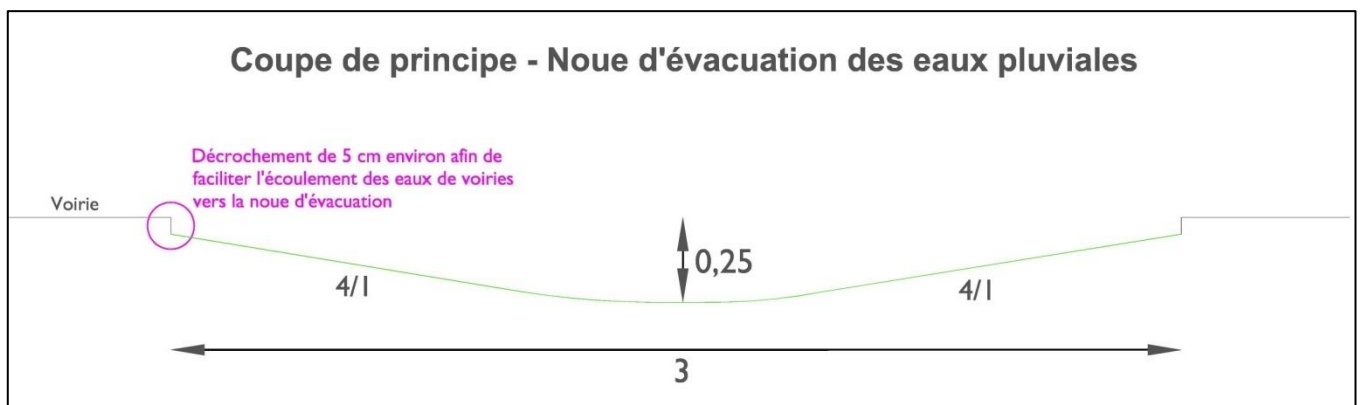 Coupe de principe - Noue d'évacuation des eaux pluviales
Décrochement de 5 cm environ afin de
faciliter l'écoulement des eaux de voiries
vers la noue d'évacuation
Voirie
0,25
4/1
4/1
3